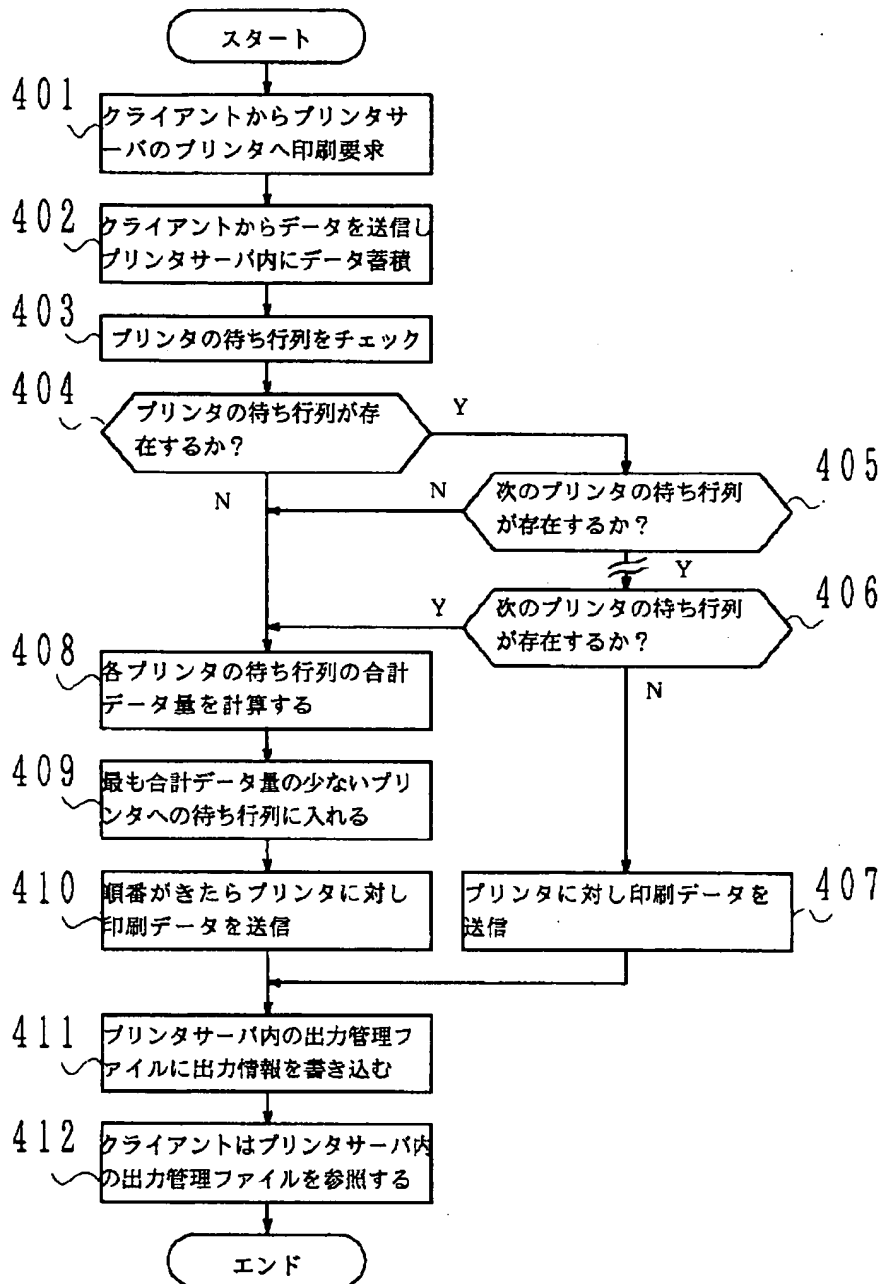 スタート
401
クライアントからプリンタサ
ーバのプリンタへ印刷要求
402
クライアントからデータを送信し
プリンタサーバ内にデータ蓄積
403
プリンタの待ち行列をチェック
404
プリンタの待ち行列が存
在するか？
Y
N
405
次のプリンタの待ち行列
が存在するか？
N
Y
406
次のプリンタの待ち行列
が存在するか？
Y
N
408
各プリンタの待ち行列の合計
データ量を計算する
409
最も合計データ量の少ないプリ
ンタへの待ち行列に入れる
410
順番がきたらプリンタに対し
印刷データを送信
407
プリンタに対し印刷データを
送信
411
プリンタサーバ内の出力管理フ
ァイルに出力情報を書き込む
412
クライアントはプリンタサーバ内
の出力管理ファイルを参照する
エンド